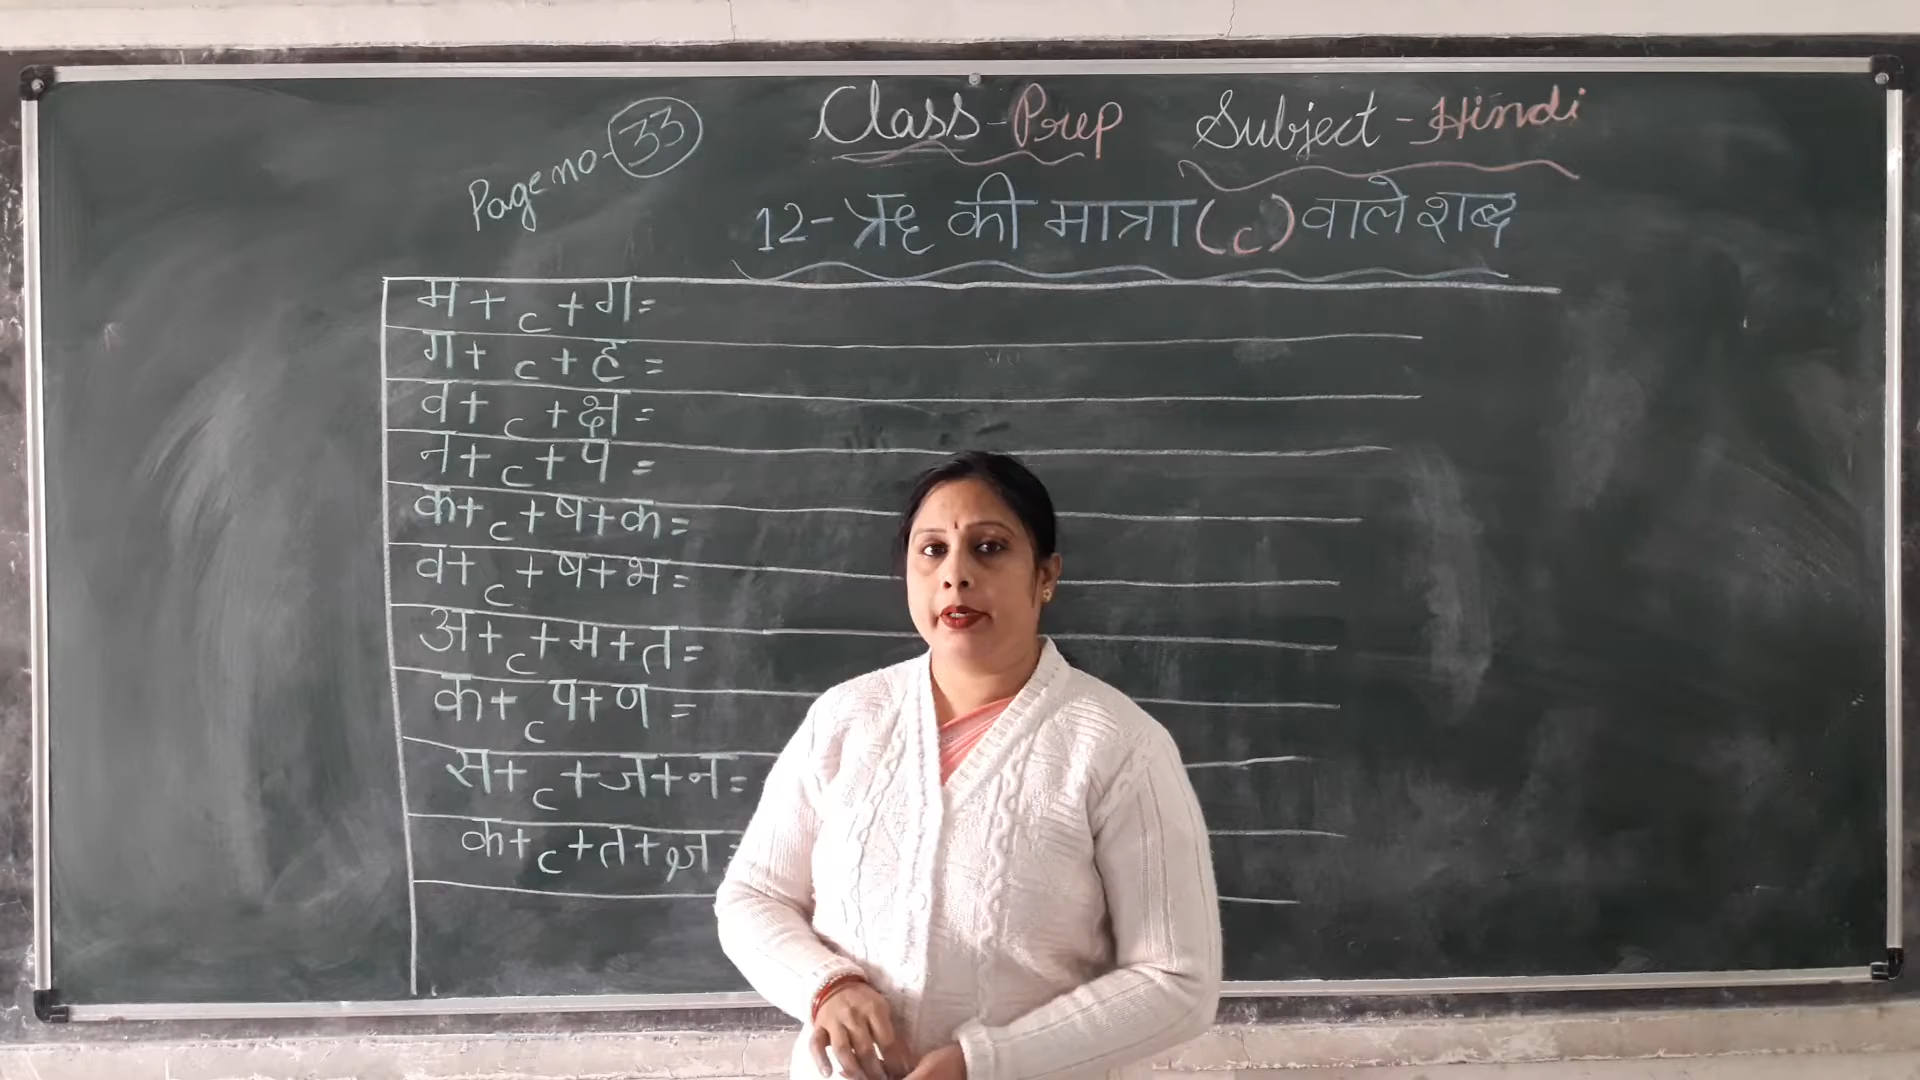 Class - Prep Subject - Hindi
Page no - 33
12 - ऋ की मात्रा ( ृ ) वाले शब्द
म + ृ + ग =
ग + ृ + ह =
व + ृ + क्ष =
न + ृ + प =
क + ृ + ष + क =
व + ृ + ष + भ =
अ + ृ + म + त =
क + ृ प + ण =
स + ृ + ज + न =
क + ृ + त + ज्ञ =